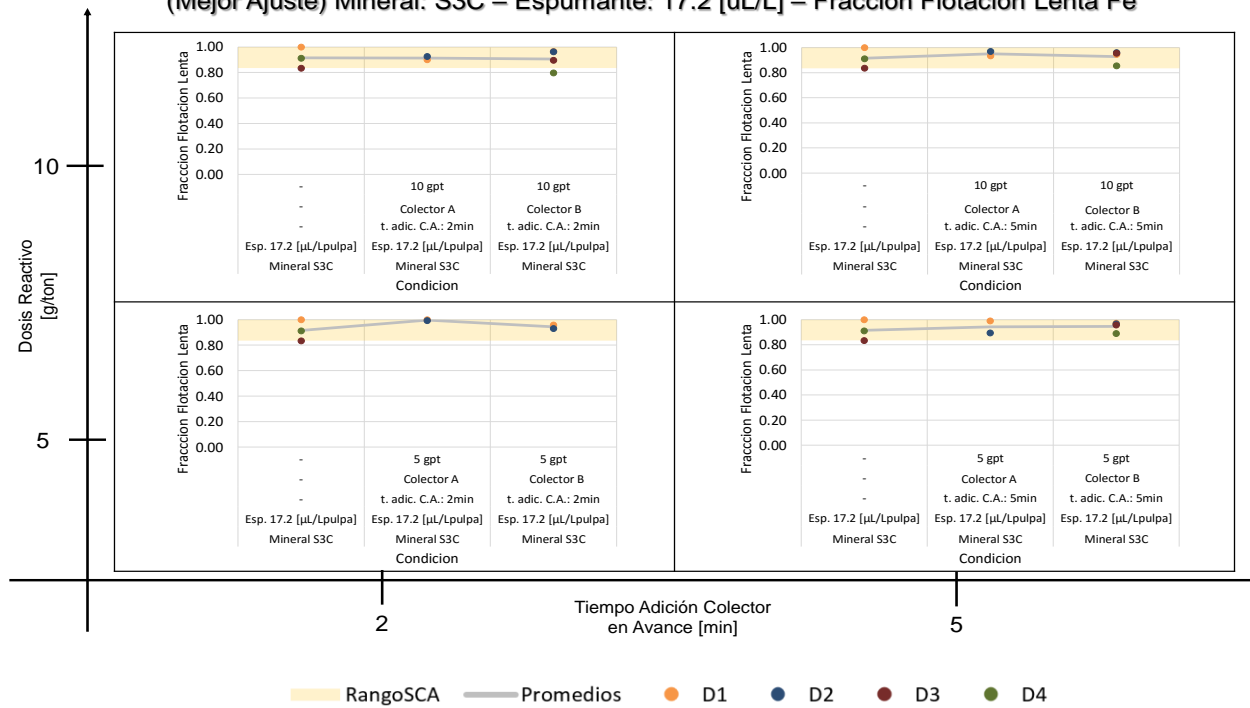 (Mejor Ajuste) Mineral: S3C – Espumante: 17.2 [uL/L] – Fracción Flotación Lenta Fe
Fracccion Flotacion Lenta
1.00
0.80
0.60
0.40
0.20
0.00
- 10 gpt 10 gpt
- Colector A Colector B
- t. adic. C.A.: 2min t. adic. C.A.: 2min
Esp. 17.2 [µL/Lpulpa] Esp. 17.2 [µL/Lpulpa] Esp. 17.2 [µL/Lpulpa]
Mineral S3C Mineral S3C Mineral S3C
Condicion
Fracccion Flotacion Lenta
1.00
0.80
0.60
0.40
0.20
0.00
- 10 gpt 10 gpt
- Colector A Colector B
- t. adic. C.A.: 5min t. adic. C.A.: 5min
Esp. 17.2 [µL/Lpulpa] Esp. 17.2 [µL/Lpulpa] Esp. 17.2 [µL/Lpulpa]
Mineral S3C Mineral S3C Mineral S3C
Condicion
10
Dosis Reactivo
[g/ton]
5
Fracccion Flotacion Lenta
1.00
0.80
0.60
0.40
0.20
0.00
- 5 gpt 5 gpt
- Colector A Colector B
- t. adic. C.A.: 2min t. adic. C.A.: 2min
Esp. 17.2 [µL/Lpulpa] Esp. 17.2 [µL/Lpulpa] Esp. 17.2 [µL/Lpulpa]
Mineral S3C Mineral S3C Mineral S3C
Condicion
Fracccion Flotacion Lenta
1.00
0.80
0.60
0.40
0.20
0.00
- 5 gpt 5 gpt
- Colector A Colector B
- t. adic. C.A.: 5min t. adic. C.A.: 5min
Esp. 17.2 [µL/Lpulpa] Esp. 17.2 [µL/Lpulpa] Esp. 17.2 [µL/Lpulpa]
Mineral S3C Mineral S3C Mineral S3C
Condicion
2
Tiempo Adición Colector
en Avance [min]
5
RangoSCA Promedios D1 D2 D3 D4